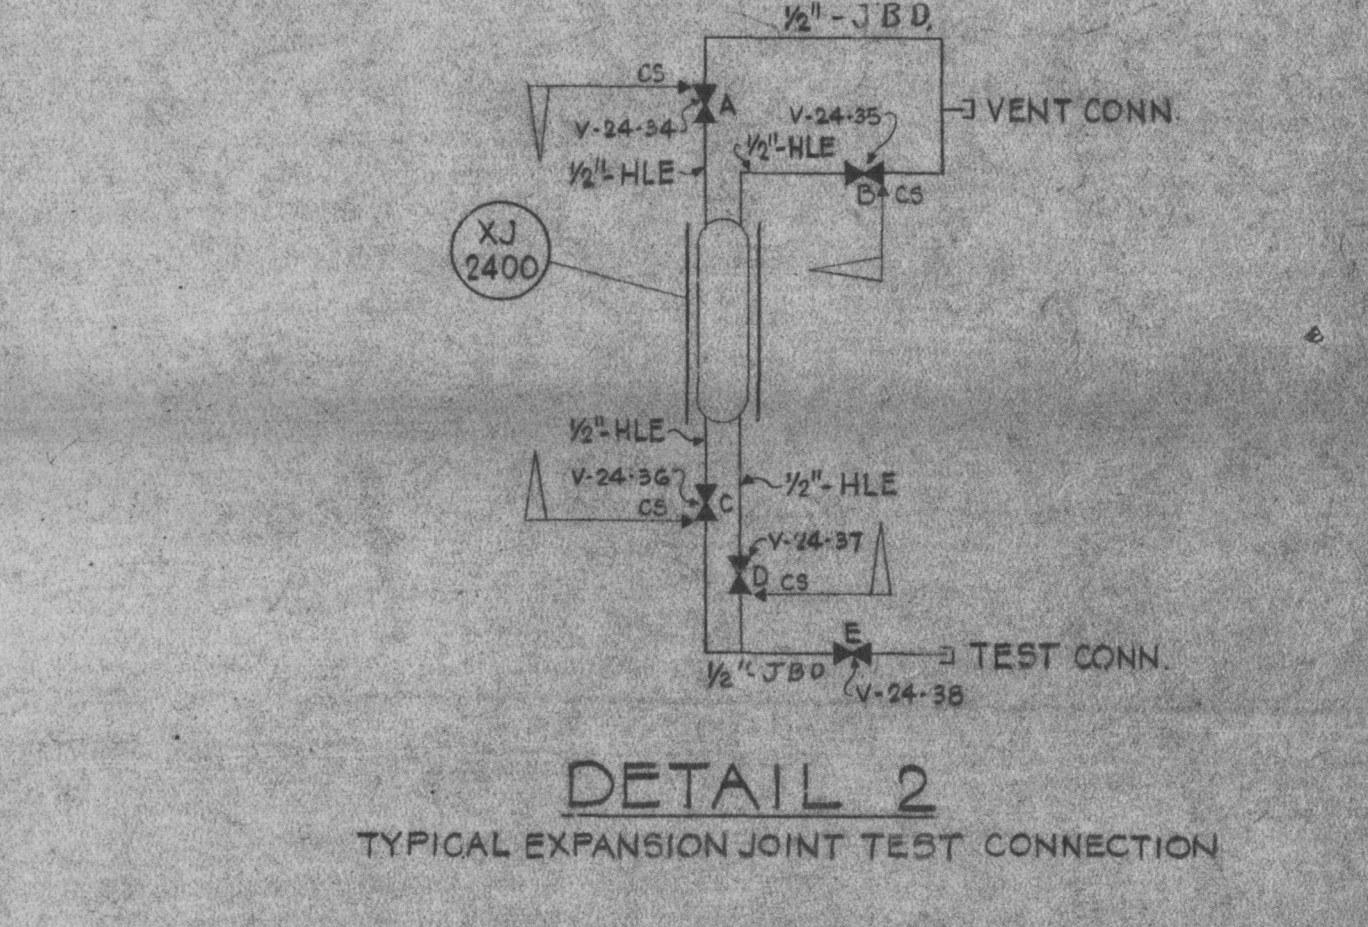 1/2"-JBD.
CS
A
V-24-34
V-24-35
VENT CONN.
1/2"-HLE
1/2"-HLE
B
CS
XJ
2400
1/2"-HLE
V-24-36
CS
C
1/2"-HLE
V-24-37
D
CS
E
1/2"-JBD
TEST CONN.
V-24-38
DETAIL 2
TYPICAL EXPANSION JOINT TEST CONNECTION